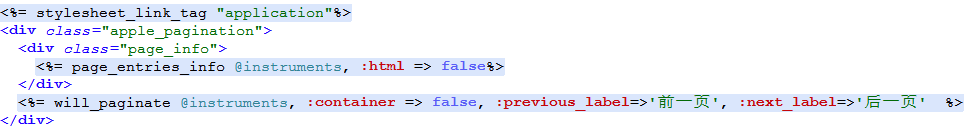 <%= stylesheet_link_tag "application"%>
<div class="apple_pagination">
  <div class="page_info">
    <%= page_entries_info @instruments, :html => false%>
  </div>
  <%= will_paginate @instruments, :container => false, :previous_label=>'前一页', :next_label=>'后一页'  %>
</div>